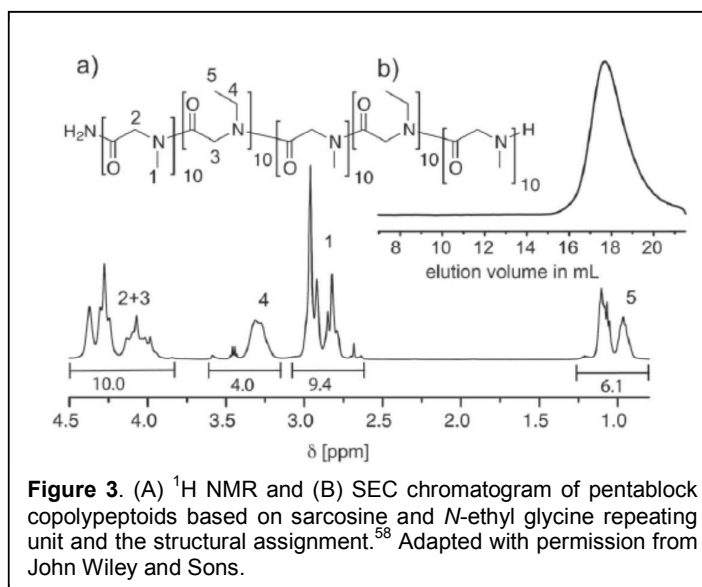 a)
b)
5
4
O
N
2
H₂N
N
O
1
10
O
N
3
10
O
N
10
O
N
10
O
N
H
10
8 10 12 14 16 18 20
elution volume in mL
2+3
4
1
5
10.0
4.0
9.4
6.1
4.5 4.0 3.5 3.0 2.5 2.0 1.5 1.0
δ [ppm]
Figure 3. (A) ¹H NMR and (B) SEC chromatogram of pentablock
copolypeptoids based on sarcosine and N-ethyl glycine repeating
unit and the structural assignment.⁵⁸ Adapted with permission from
John Wiley and Sons.